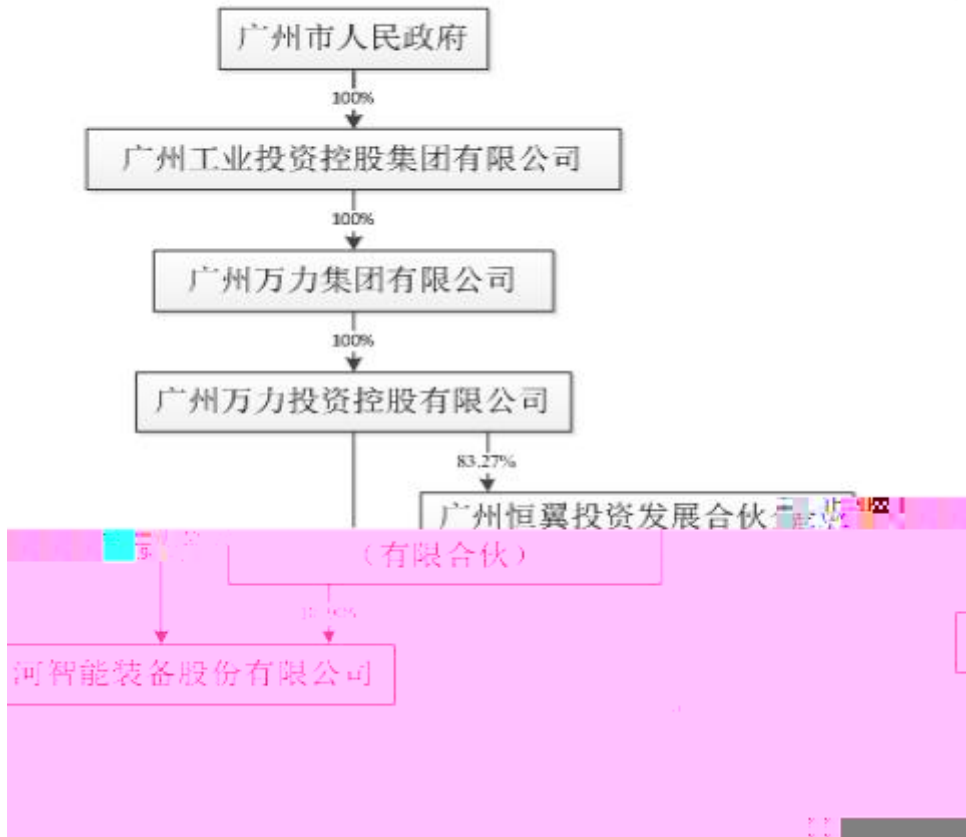 广州市人民政府
100%
广州工业投资控股集团有限公司
100%
广州万力集团有限公司
100%
广州万力投资控股有限公司
83.27%
广州恒翼投资发展合伙
（有限合伙）
河智能装备股份有限公司